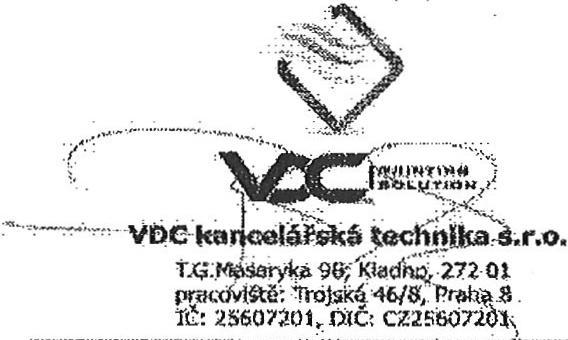 VDC PRINTING
SOLUTION
VDC kancelářská technika s.r.o.
T.G.Masaryka 98, Kladno, 272 01
pracoviště: Trojská 46/8, Praha 8
IČ: 25607201, DIČ: CZ25607201